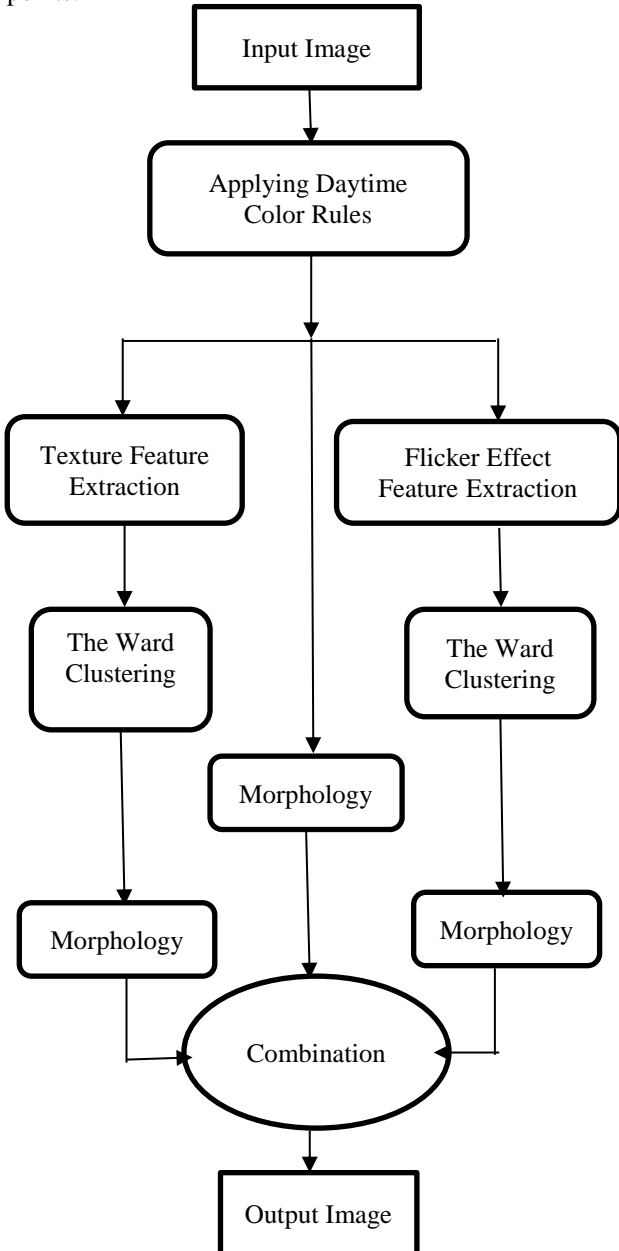 Input Image
Applying Daytime
Color Rules
Texture Feature
Extraction
Flicker Effect
Feature Extraction
The Ward
Clustering
The Ward
Clustering
Morphology
Morphology
Morphology
Combination
Output Image